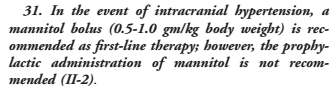 31. In the event of intracranial hypertension, a
mannitol bolus (0.5-1.0 gm/kg body weight) is rec-
ommended as first-line therapy; however, the prophy-
lactic administration of mannitol is not recom-
mended (II-2).